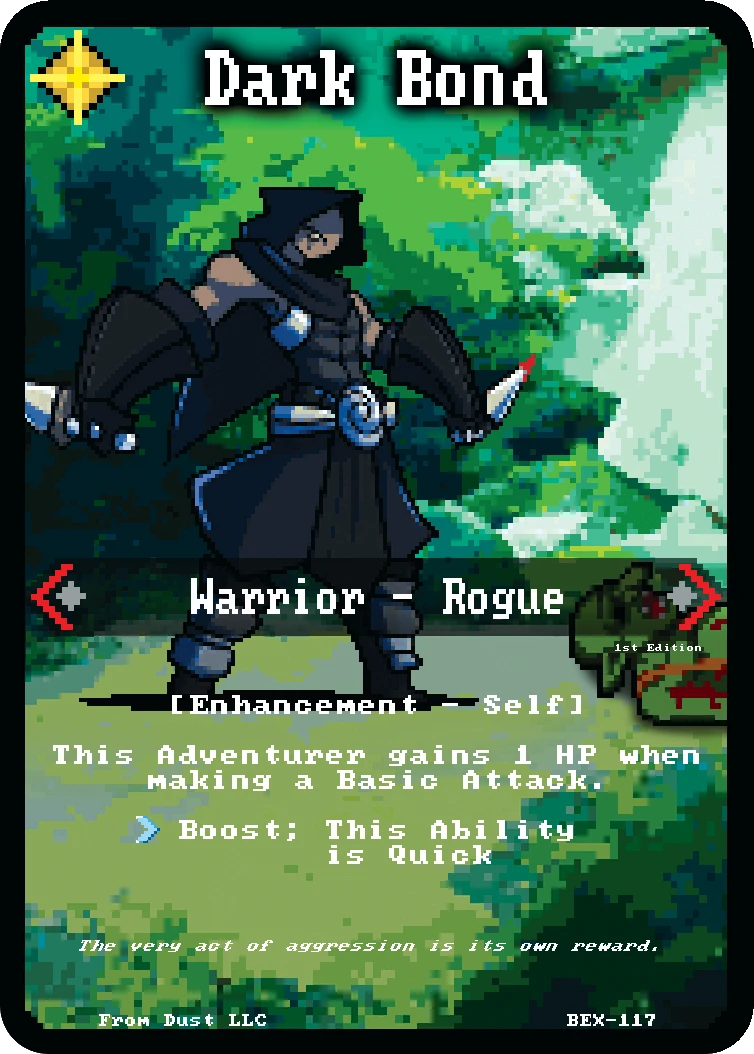 Dark Bond
Warrior - Rogue
1st Edition
[Enhancement - Self]
This Adventurer gains 1 HP when
making a Basic Attack.
Boost; This Ability
is Quick
The very act of aggression is its own reward.
From Dust LLC BEX-117